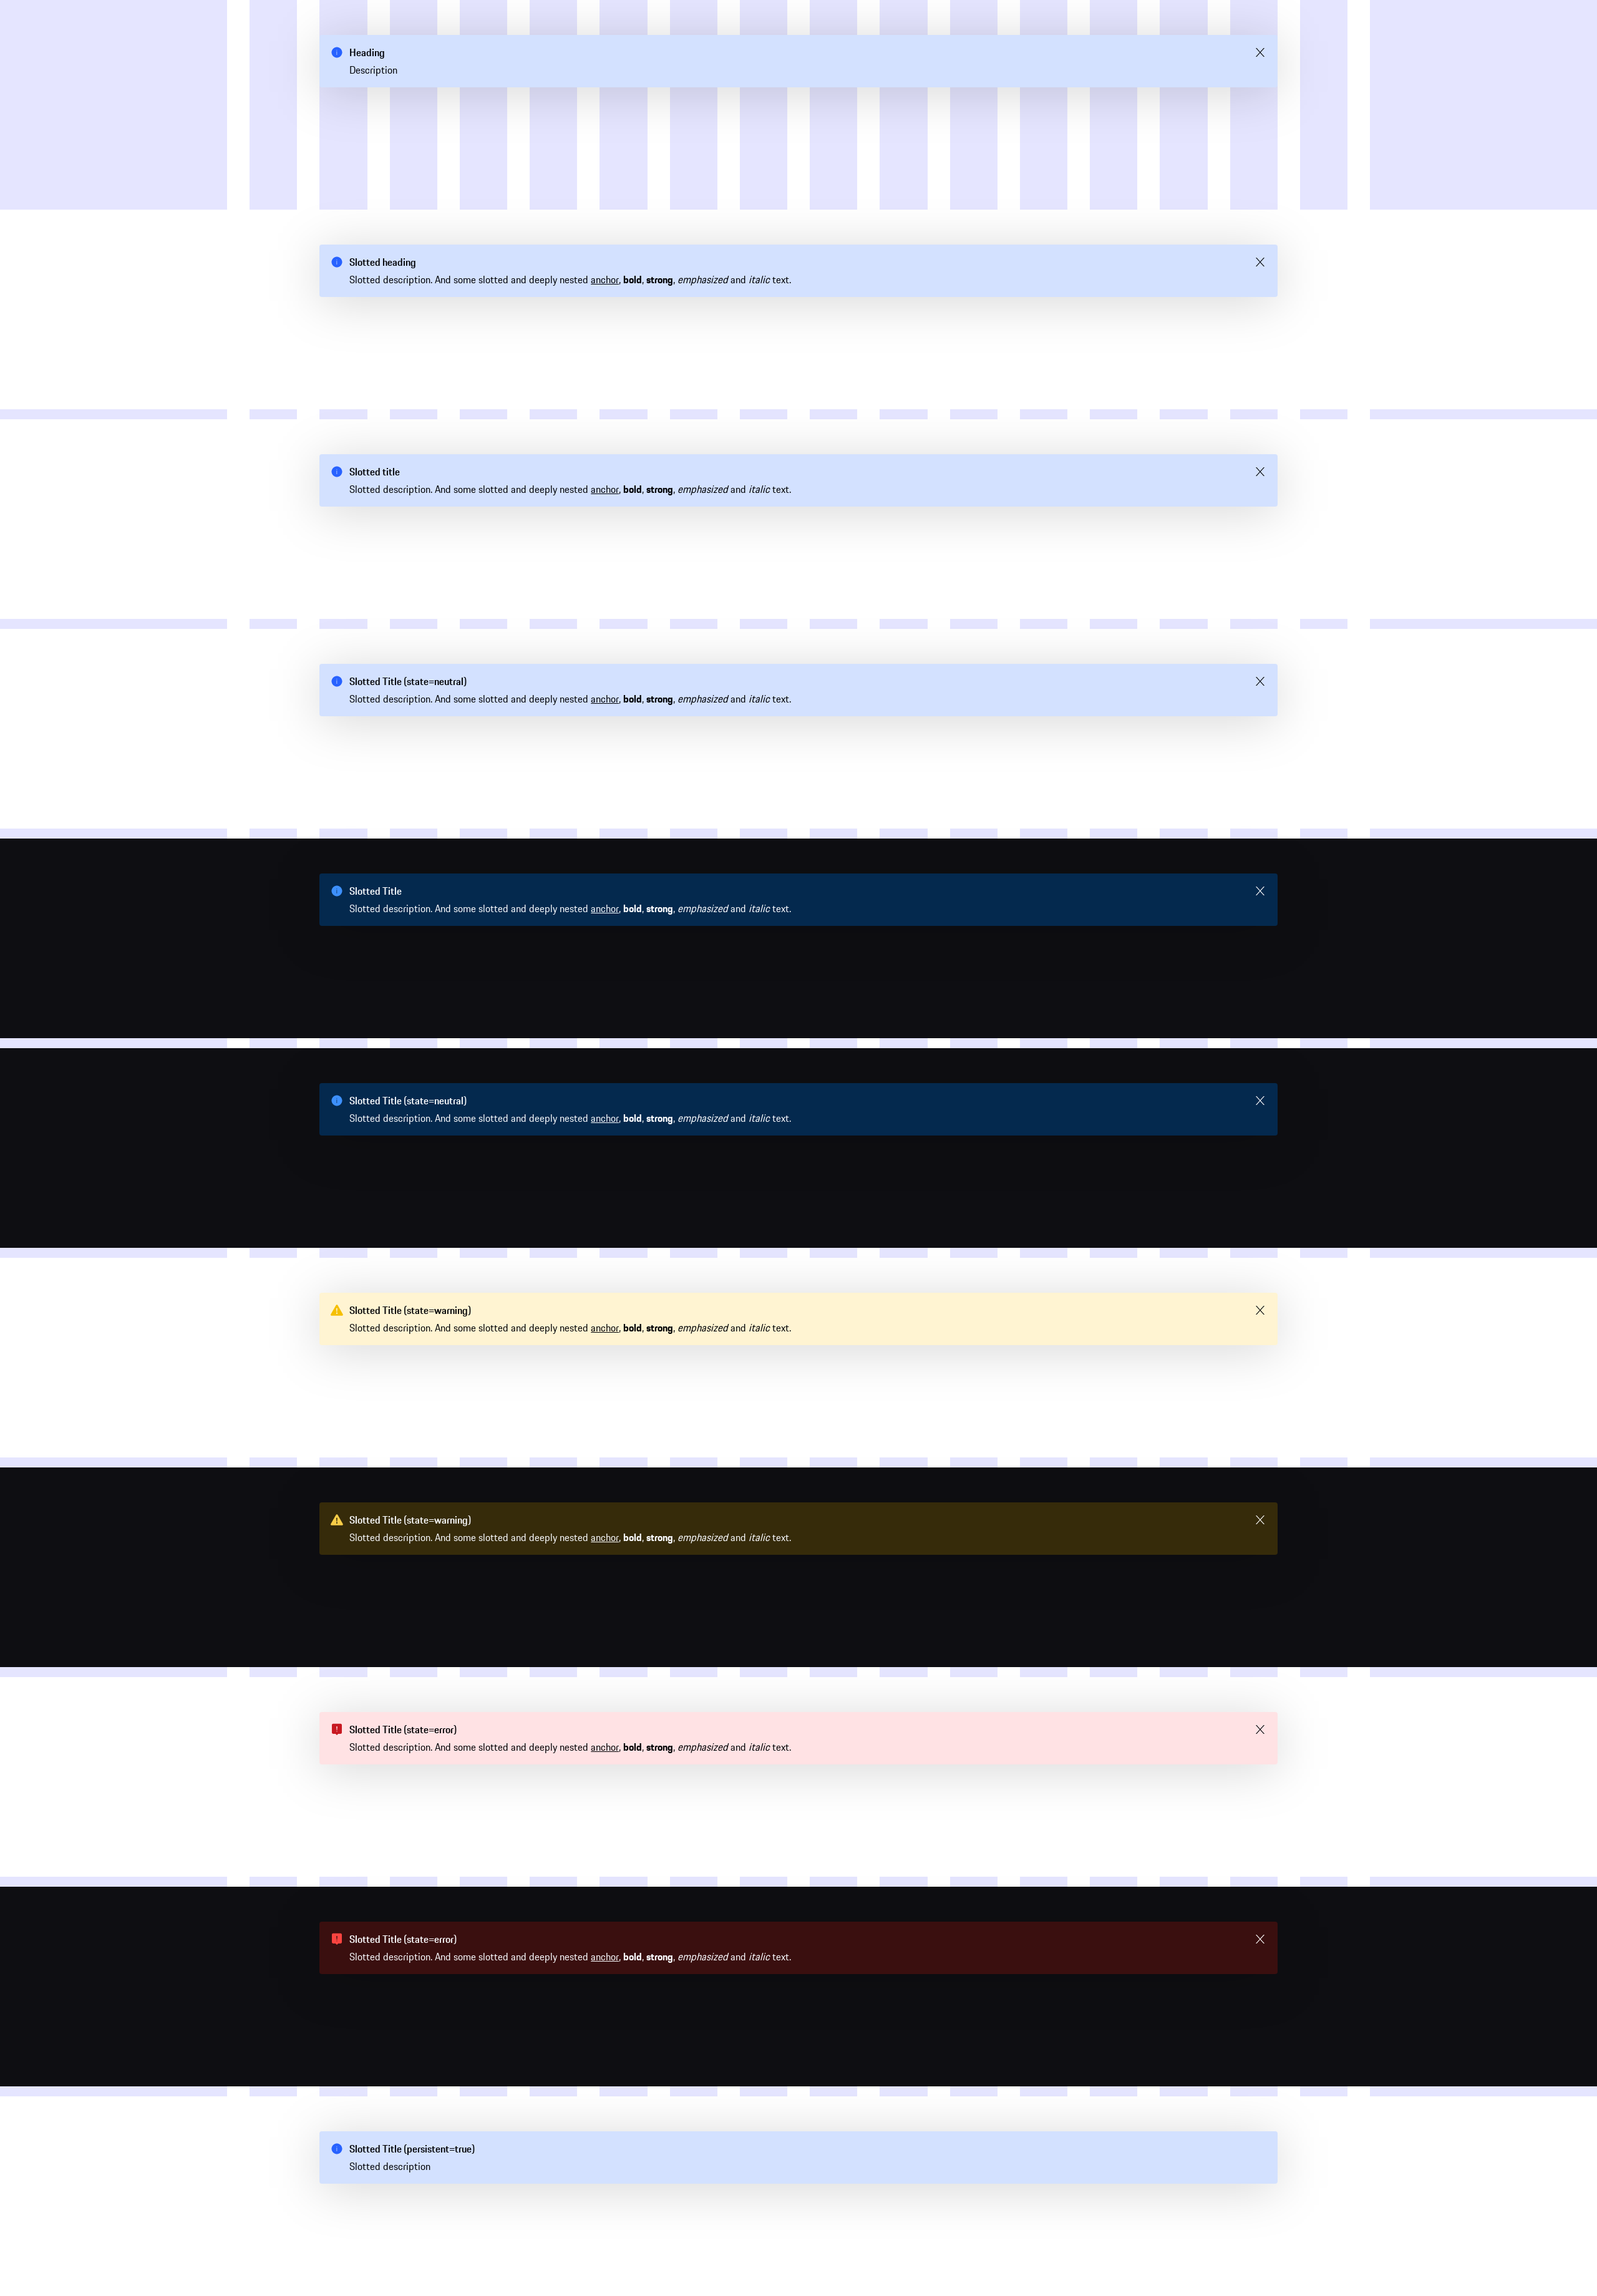 Heading
Description
Slotted heading
Slotted description. And some slotted and deeply nested anchor, bold, strong, emphasized and italic text.
Slotted title
Slotted description. And some slotted and deeply nested anchor, bold, strong, emphasized and italic text.
Slotted Title (state=neutral)
Slotted description. And some slotted and deeply nested anchor, bold, strong, emphasized and italic text.
Slotted Title
Slotted description. And some slotted and deeply nested anchor, bold, strong, emphasized and italic text.
Slotted Title (state=neutral)
Slotted description. And some slotted and deeply nested anchor, bold, strong, emphasized and italic text.
Slotted Title (state=warning)
Slotted description. And some slotted and deeply nested anchor, bold, strong, emphasized and italic text.
Slotted Title (state=warning)
Slotted description. And some slotted and deeply nested anchor, bold, strong, emphasized and italic text.
Slotted Title (state=error)
Slotted description. And some slotted and deeply nested anchor, bold, strong, emphasized and italic text.
Slotted Title (state=error)
Slotted description. And some slotted and deeply nested anchor, bold, strong, emphasized and italic text.
Slotted Title (persistent=true)
Slotted description